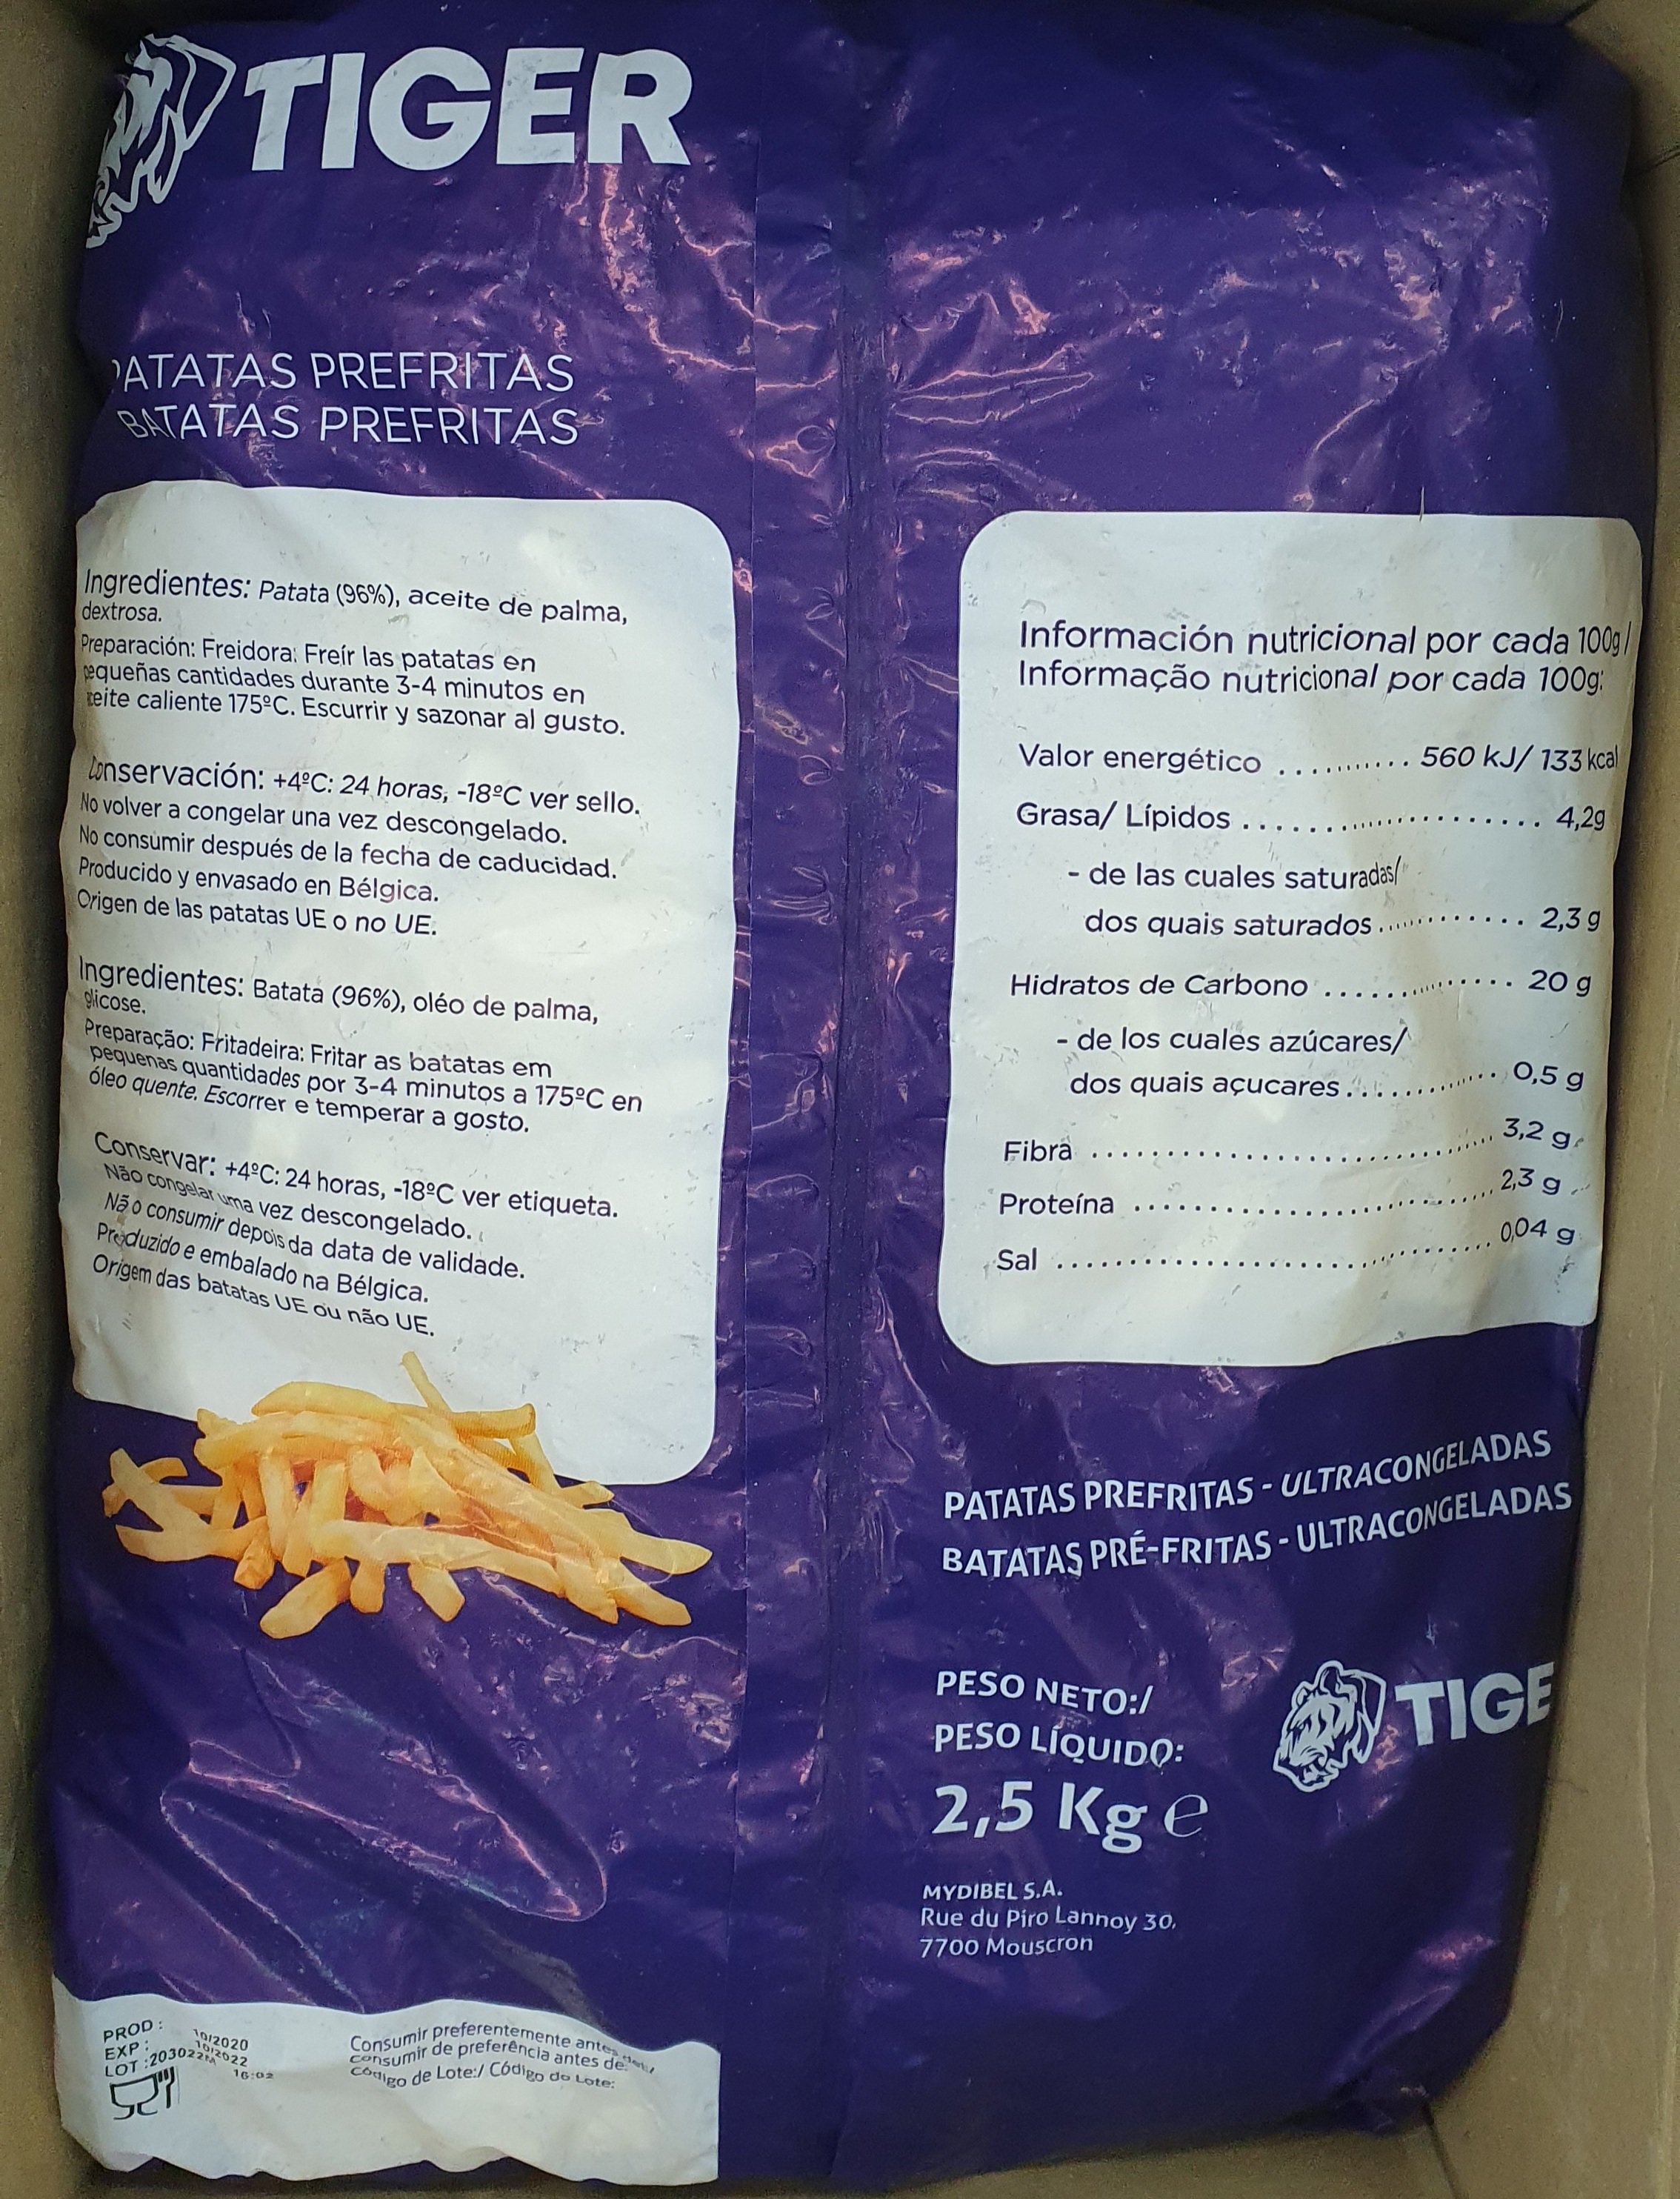 TIGER
PATATAS PREFRITAS
BATATAS PREFRITAS
Ingredientes: Patata (96%), aceite de palma,
dextrosa.
Preparación: Freidora: Freír las patatas en
pequeñas cantidades durante 3-4 minutos en
ceite caliente 175ºC. Escurrir y sazonar al gusto.
Conservación: +4ºC: 24 horas, -18ºC ver sello.
No volver a congelar una vez descongelado.
No consumir después de la fecha de caducidad.
Producido y envasado en Bélgica.
Origen de las patatas UE o no UE.
Ingredientes: Batata (96%), oléo de palma,
glicose.
Preparação: Fritadeira: Fritar as batatas em
pequenas quantidades por 3-4 minutos a 175ºC en
óleo quente. Escorrer e temperar a gosto.
Conservar: +4ºC: 24 horas, -18ºC ver etiqueta.
Não congelar uma vez descongelado.
Não consumir depois da data de validade.
Produzido e embalado na Bélgica.
Origem das batatas UE ou não UE.
PROD: 10/2020
EXP: 10/2022
LOT:203022FA 16:02
Consumir preferentemente antes del:/
consumir de preferência antes de:
Código de Lote:/ Código do Lote:
Información nutricional por cada 100g/
Informação nutricional por cada 100g:
Valor energético ............ 560 kJ/ 133 kcal
Grasa/ Lípidos ..................... 4,2g
- de las cuales saturadas/
dos quais saturados.............. 2,3 g
Hidratos de Carbono ................ 20 g
- de los cuales azúcares/
dos quais açucares............... 0,5 g
Fibra ................................ 3,2 g
Proteína ............................. 2,3 g
Sal .................................. 0,04 g
PATATAS PREFRITAS - ULTRACONGELADAS
BATATAS PRÉ-FRITAS - ULTRACONGELADAS
PESO NETO:/
PESO LÍQUIDO:
2,5 Kg e
TIGE
MYDIBEL S.A.
Rue du Piro Lannoy 30,
7700 Mouscron